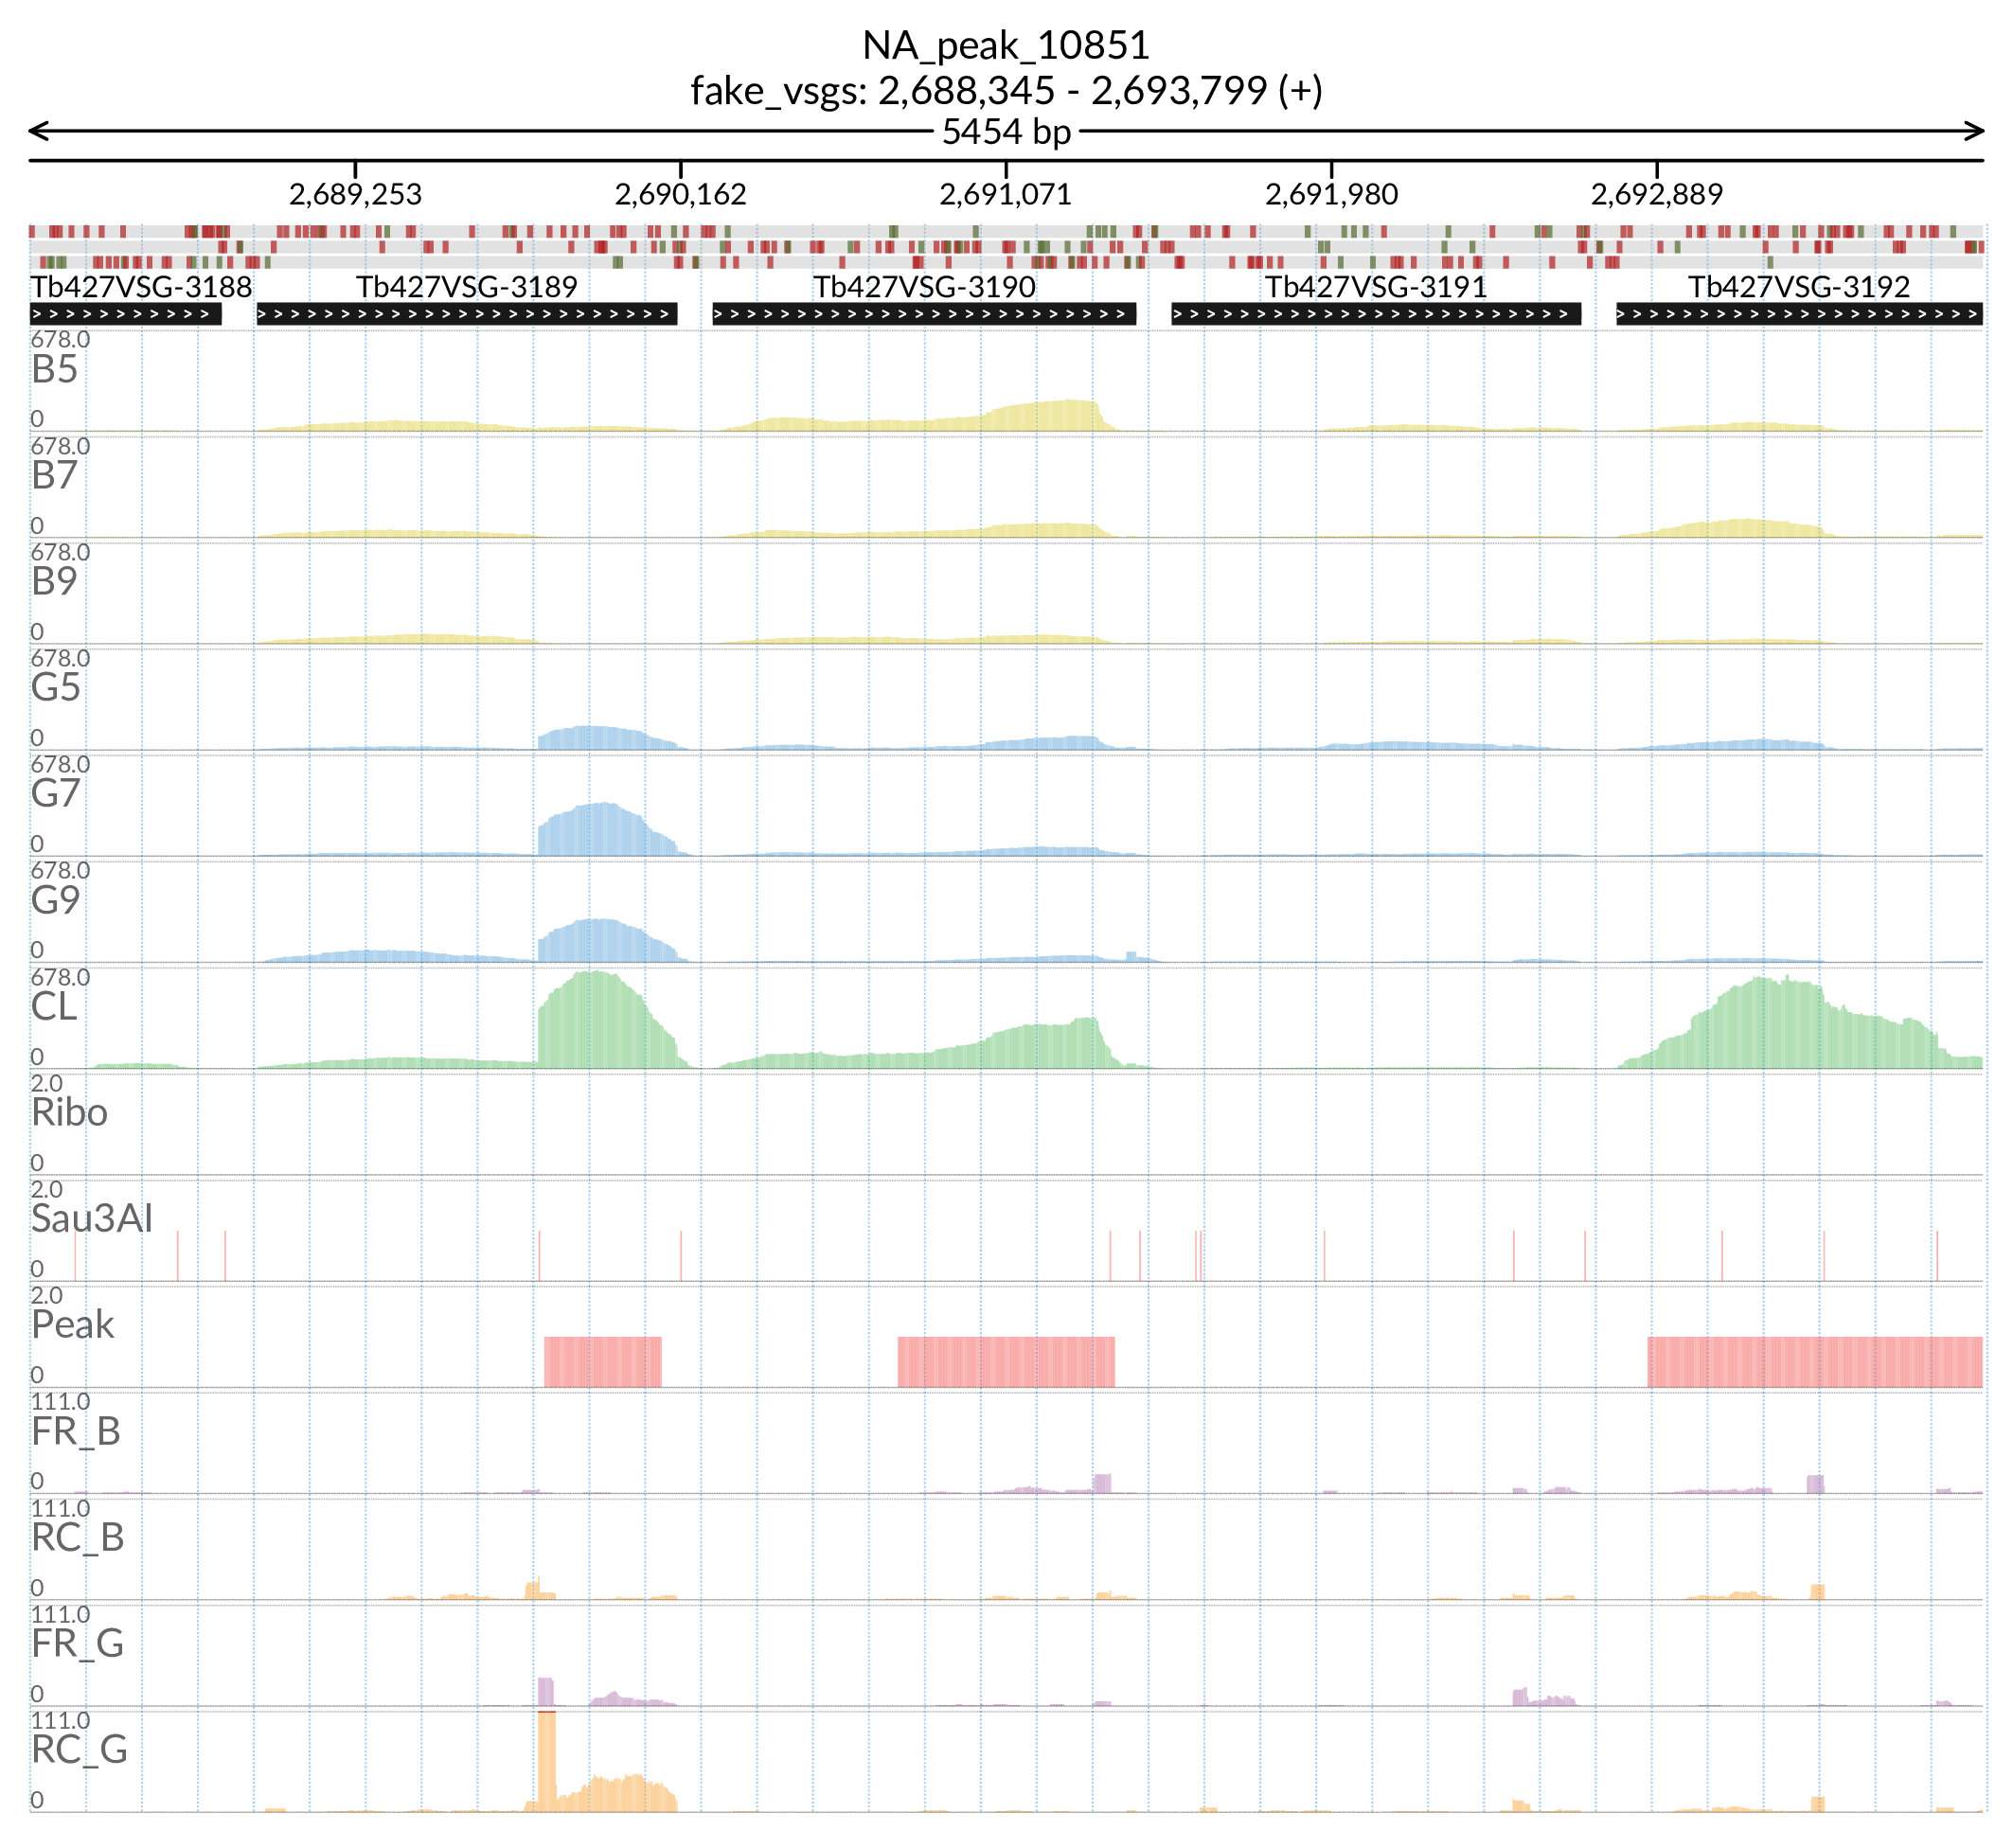 NA_peak_10851
fake_vsgs: 2,688,345 - 2,693,799 (+)
5454 bp
2,689,253 2,690,162 2,691,071 2,691,980 2,692,889
Tb427VSG-3188 Tb427VSG-3189 Tb427VSG-3190 Tb427VSG-3191 Tb427VSG-3192
678.0
B5
0
678.0
B7
0
678.0
B9
0
678.0
G5
0
678.0
G7
0
678.0
G9
0
678.0
CL
0
2.0
Ribo
0
2.0
Sau3AI
0
2.0
Peak
0
111.0
FR_B
0
111.0
RC_B
0
111.0
FR_G
0
111.0
RC_G
0